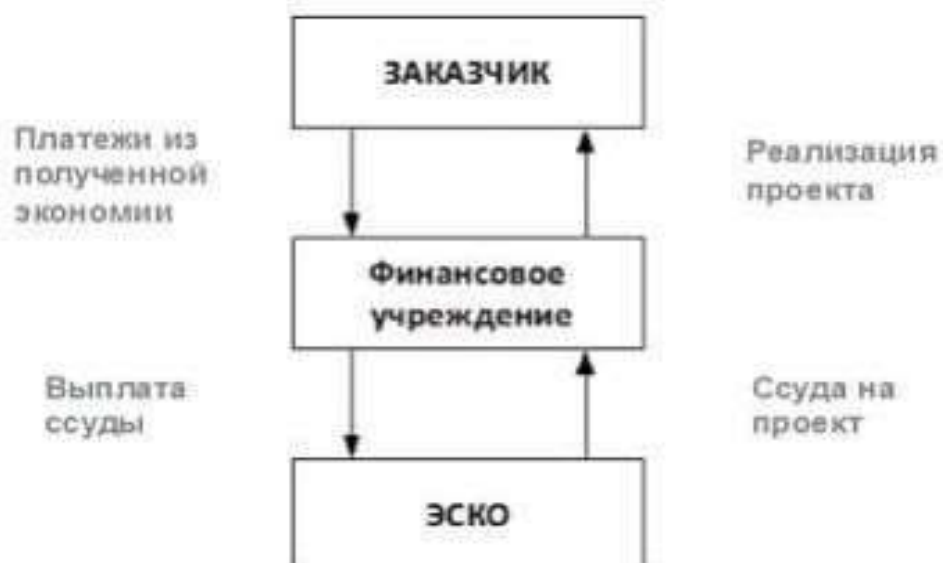 ЗАКАЗЧИК
Платежи из
полученной
экономии
Реализация
проекта
Финансовое
учреждение
Выплата
ссуды
Ссуда на
проект
ЭСКО